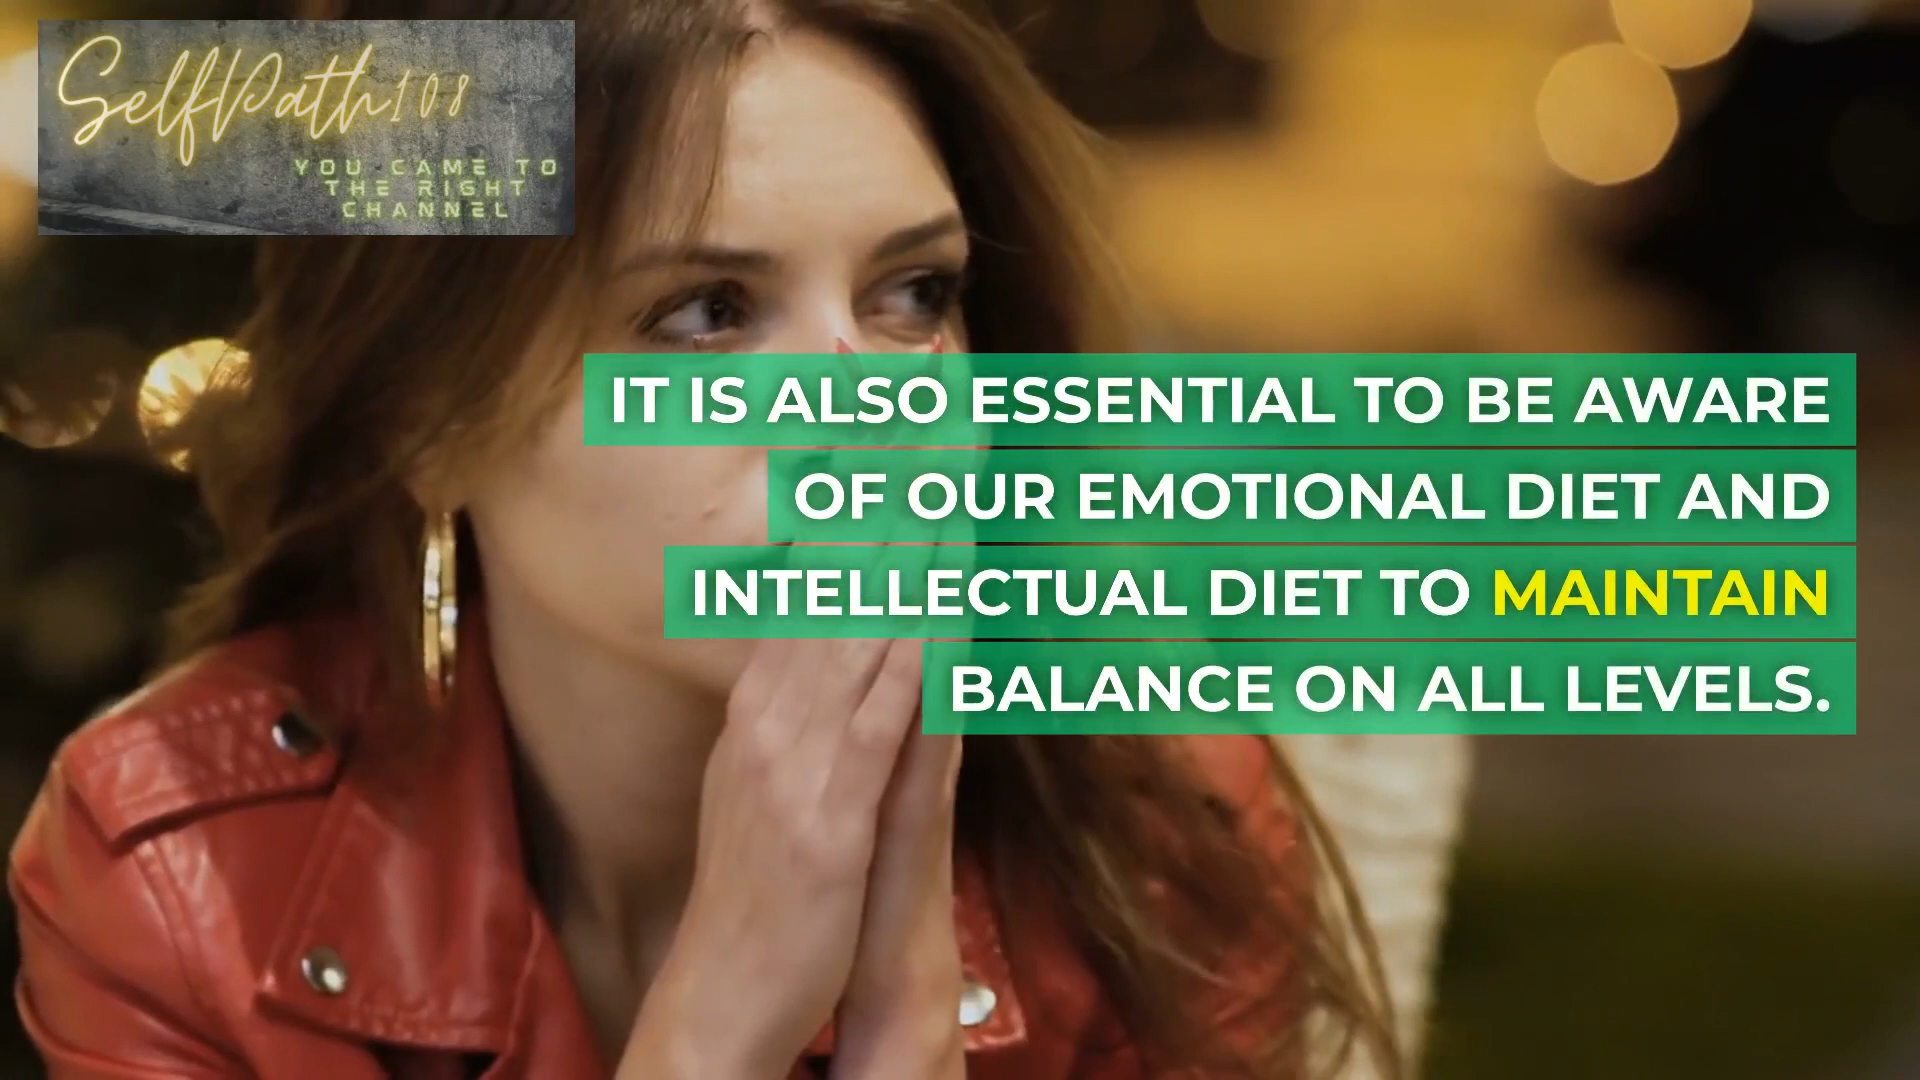 SelfPath108
YOU CAME TO
THE RIGHT
CHANNEL
IT IS ALSO ESSENTIAL TO BE AWARE
OF OUR EMOTIONAL DIET AND
INTELLECTUAL DIET TO MAINTAIN
BALANCE ON ALL LEVELS.